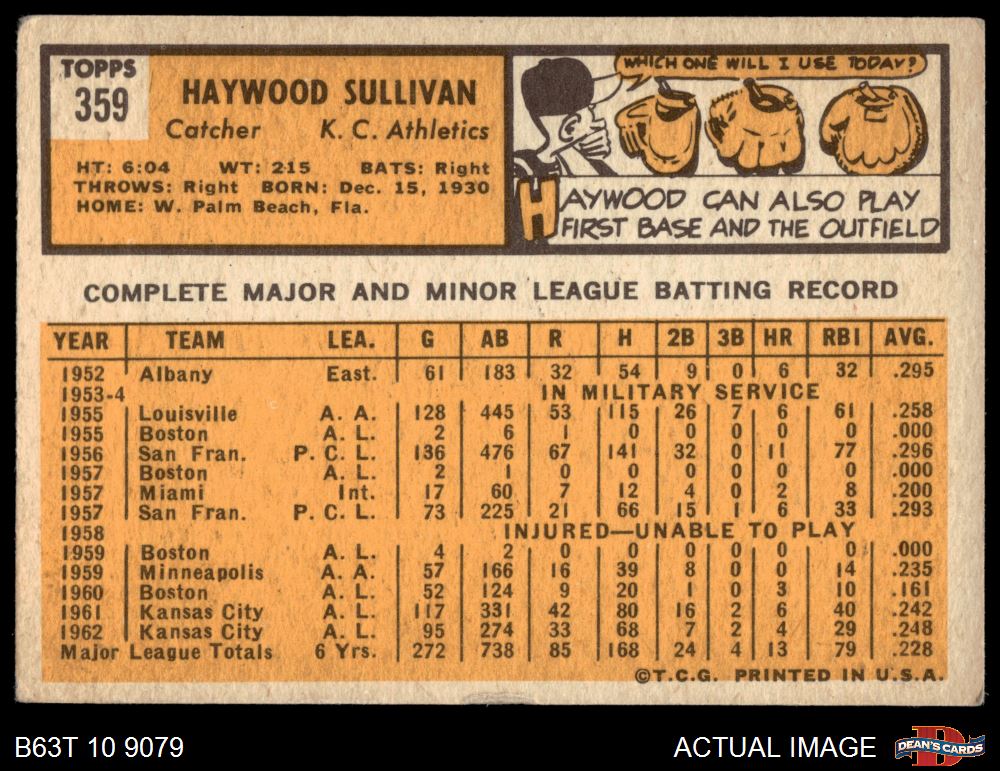 TOPPS
359
HAYWOOD SULLIVAN
Catcher K. C. Athletics
HT: 6:04 WT: 215 BATS: Right
THROWS: Right BORN: Dec. 15, 1930
HOME: W. Palm Beach, Fla.
WHICH ONE WILL I USE TODAY?
HAYWOOD CAN ALSO PLAY
FIRST BASE AND THE OUTFIELD
COMPLETE MAJOR AND MINOR LEAGUE BATTING RECORD
YEAR TEAM LEA. G AB R H 2B 3B HR RBI AVG.
1952 Albany East. 61 183 32 54 9 0 6 32 .295
1953-4 IN MILITARY SERVICE
1955 Louisville A. A. 128 445 53 115 26 7 6 61 .258
1955 Boston A. L. 2 6 1 0 0 0 0 0 .000
1956 San Fran. P. C. L. 136 476 67 141 32 0 11 77 .296
1957 Boston A. L. 2 1 0 0 0 0 0 0 .000
1957 Miami Int. 17 60 7 12 4 0 2 8 .200
1957 San Fran. P. C. L. 73 225 21 66 15 1 6 33 .293
1958 INJURED—UNABLE TO PLAY
1959 Boston A. L. 4 2 0 0 0 0 0 0 .000
1959 Minneapolis A. A. 57 166 16 39 8 0 0 14 .235
1960 Boston A. L. 52 124 9 20 1 0 3 10 .161
1961 Kansas City A. L. 117 331 42 80 16 2 6 40 .242
1962 Kansas City A. L. 95 274 33 68 7 2 4 29 .248
Major League Totals 6 Yrs. 272 738 85 168 24 4 13 79 .228
©T.C.G. PRINTED IN U.S.A.
B63T 10 9079
ACTUAL IMAGE
DEAN'S CARDS